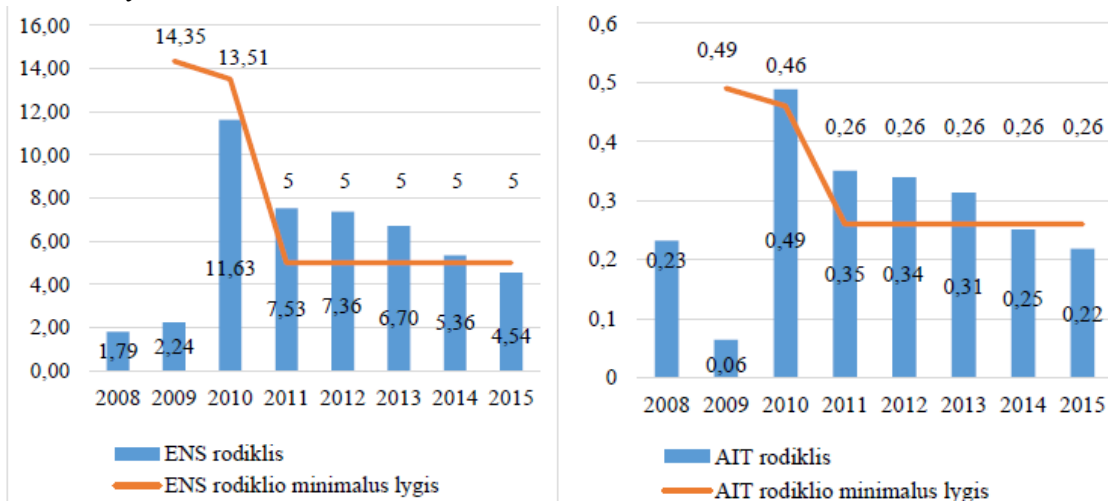 16,00
14,00
12,00
10,00
8,00
6,00
4,00
2,00
0,00
14,35
13,51
5 5 5 5 5
1,79 2,24 11,63 7,53 7,36 6,70 5,36 4,54
2008 2009 2010 2011 2012 2013 2014 2015
ENS rodiklis
ENS rodiklio minimalus lygis
0,6
0,5
0,4
0,3
0,2
0,1
0
0,49
0,46
0,26 0,26 0,26 0,26 0,26
0,23 0,06 0,49 0,35 0,34 0,31 0,25 0,22
2008 2009 2010 2011 2012 2013 2014 2015
AIT rodiklis
AIT rodiklio minimalus lygis